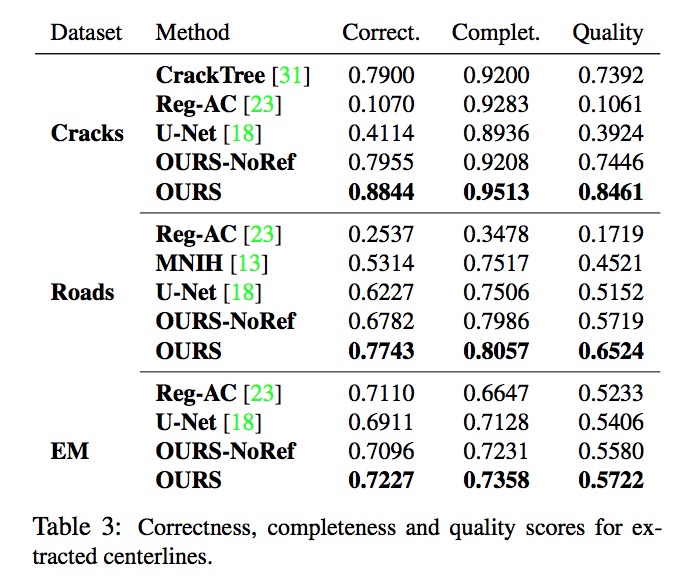 Dataset Method Correct. Complet. Quality
CrackTree [31] 0.7900 0.9200 0.7392
Reg-AC [23] 0.1070 0.9283 0.1061
Cracks U-Net [18] 0.4114 0.8936 0.3924
OURS-NoRef 0.7955 0.9208 0.7446
OURS 0.8844 0.9513 0.8461
Reg-AC [23] 0.2537 0.3478 0.1719
MNIH [13] 0.5314 0.7517 0.4521
Roads U-Net [18] 0.6227 0.7506 0.5152
OURS-NoRef 0.6782 0.7986 0.5719
OURS 0.7743 0.8057 0.6524
Reg-AC [23] 0.7110 0.6647 0.5233
U-Net [18] 0.6911 0.7128 0.5406
EM OURS-NoRef 0.7096 0.7231 0.5580
OURS 0.7227 0.7358 0.5722
Table 3: Correctness, completeness and quality scores for ex-
tracted centerlines.